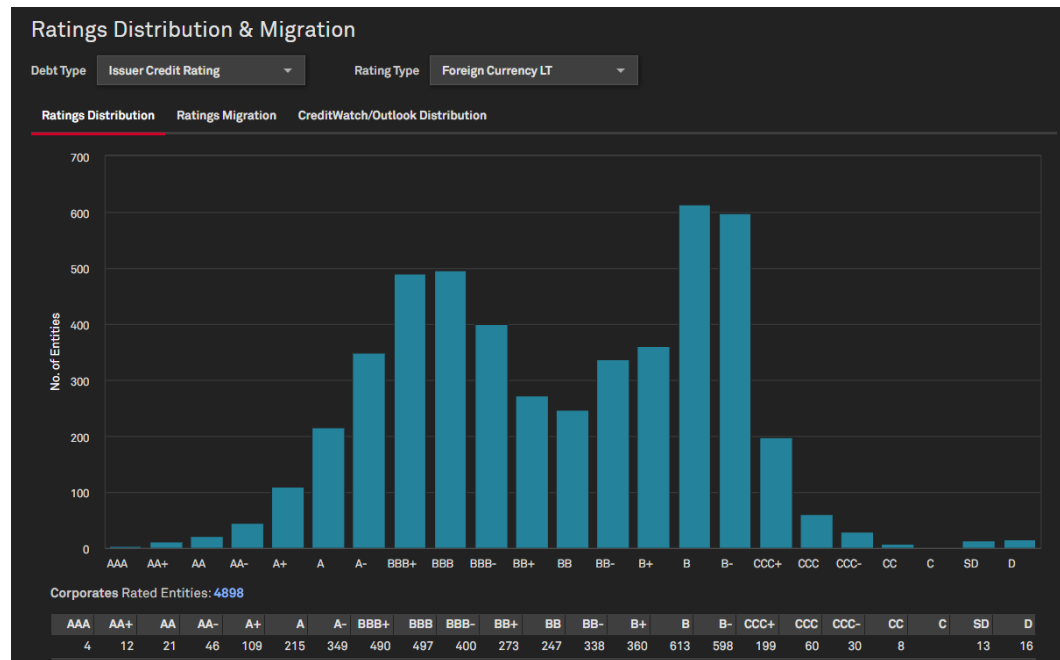 Ratings Distribution & Migration
Debt Type Issuer Credit Rating Rating Type Foreign Currency LT
Ratings Distribution Ratings Migration CreditWatch/Outlook Distribution
700
600
500
400
300
200
100
0
No. of Entities
AAA AA+ AA AA- A+ A A- BBB+ BBB BBB- BB+ BB BB- B+ B B- CCC+ CCC CCC- CC C SD D
Corporates Rated Entities: 4898
AAA AA+ AA AA- A+ A A- BBB+ BBB BBB- BB+ BB BB- B+ B B- CCC+ CCC CCC- CC C SD D
4 12 21 46 109 215 349 490 497 400 273 247 338 360 613 598 199 60 30 8 13 16